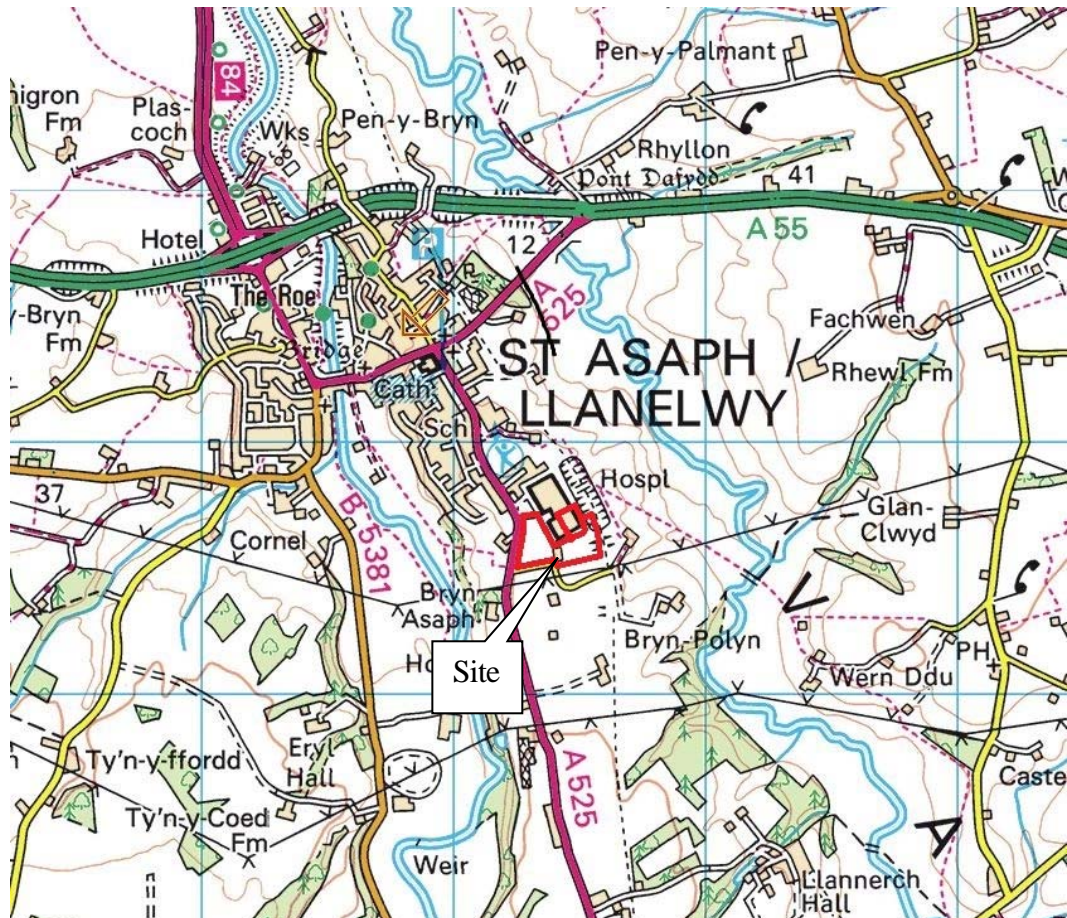 Pen-y-Palmant
84
Fm
Plas-
coch
Wks
Pen-y-Bryn
Rhyllon
Pont Dafydd
41
A 55
Hotel
12
A
525
The Roe
Bridge
Fachwen
-Bryn
Fm
ST ASAPH /
LLANELWY
Rhewl Fm
Cath
Sch
Hospl
37
Glan-
Clwyd
Cornel
B 5381
Bryn
Asaph
Site
Bryn-Polyn
V
PH
Wern Ddu
Eryl
Hall
Ty'n-y-ffordd
A 525
Caste
Ty'n-y-Coed
Fm
A
Weir
Llannerch
Hall